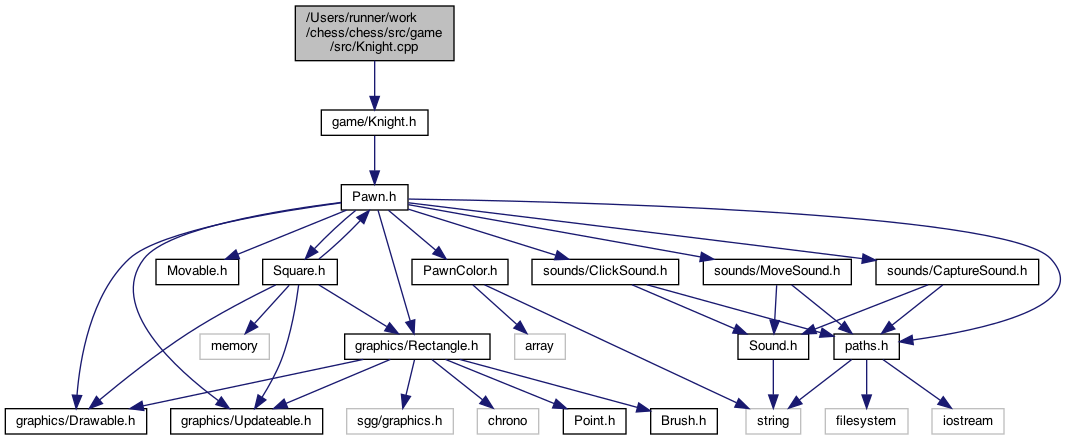 /Users/runner/work
/chess/chess/src/game
/src/Knight.cpp
game/Knight.h
Pawn.h
Movable.h
Square.h
PawnColor.h
sounds/ClickSound.h
sounds/MoveSound.h
sounds/CaptureSound.h
memory
graphics/Rectangle.h
array
Sound.h
paths.h
graphics/Drawable.h
graphics/Updateable.h
sgg/graphics.h
chrono
Point.h
Brush.h
string
filesystem
iostream